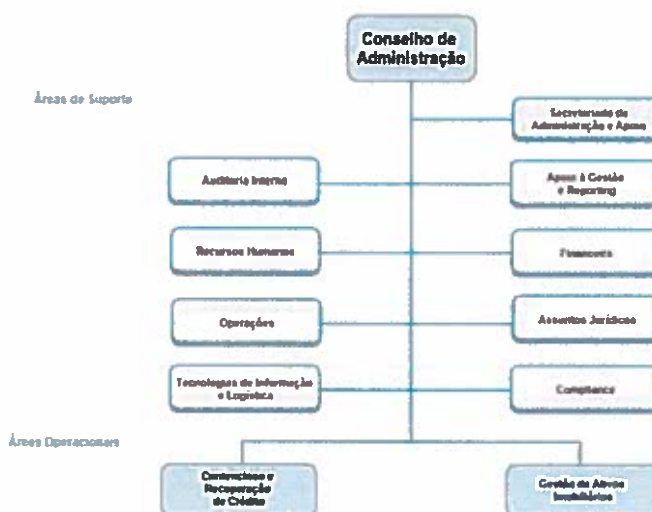 Conselho de
Administração
Áreas de Suporte
Secretariado de
Administração e Apoio
Auditoria Interna
Apoio à Gestão
e Reporting
Recursos Humanos
Financeira
Operações
Assuntos Jurídicos
Tecnologias de Informação
e Logística
Compliance
Áreas Operacionais
Contencioso e
Recuperação
de Crédito
Gestão de Ativos
Imobiliários